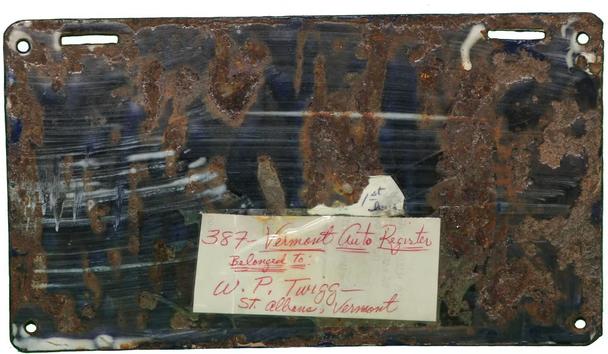 1st
387 - Vermont Auto Register
Belonged To:
W. P. Twigg —
St. Albans, Vermont